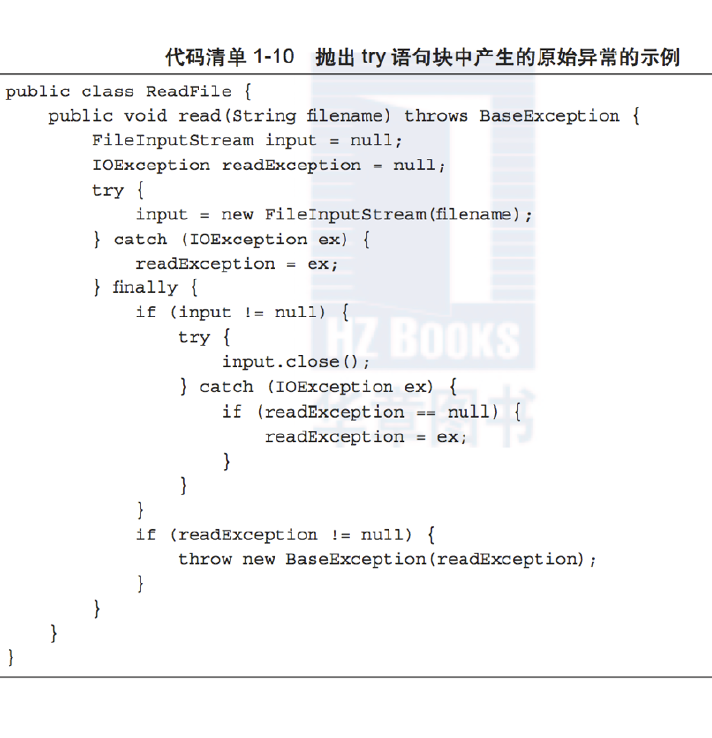 代码清单 1-10 抛出 try 语句块中产生的原始异常的示例
public class ReadFile {
    public void read(String filename) throws BaseException {
        FileInputStream input = null;
        IOException readException = null;
        try {
            input = new FileInputStream(filename);
        } catch (IOException ex) {
            readException = ex;
        } finally {
            if (input != null) {
                try {
                    input.close();
                } catch (IOException ex) {
                    if (readException == null) {
                        readException = ex;
                    }
                }
            }
            if (readException != null) {
                throw new BaseException(readException);
            }
        }
    }
}
HZ BOOKS
华章图书